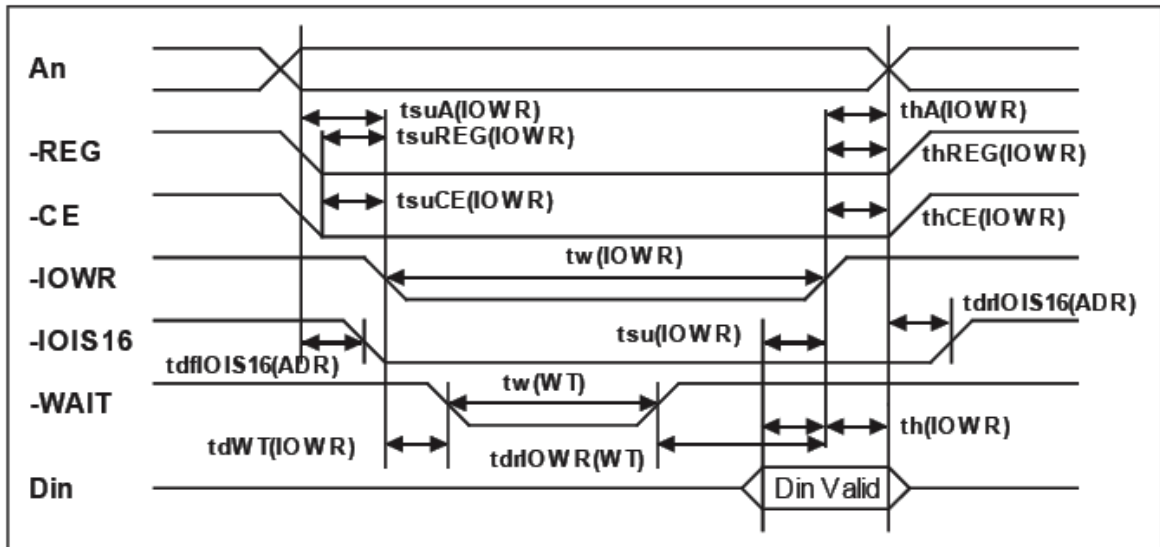 An
tsuA(IOWR)
thA(IOWR)
tsuREG(IOWR)
-REG
thREG(IOWR)
tsuCE(IOWR)
-CE
thCE(IOWR)
tw(IOWR)
-IOWR
tdrIOIS16(ADR)
-IOIS16
tsu(IOWR)
tdfIOIS16(ADR)
-WAIT
tw(WT)
th(IOWR)
tdWT(IOWR)
tdrIOWR(WT)
Din
Din Valid